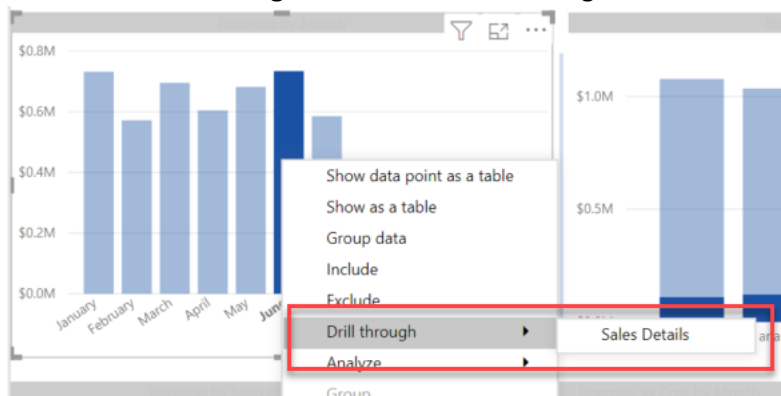 $0.8M
$0.6M
$0.4M
$0.2M
$0.0M
January
February
March
April
May
June
Show data point as a table
Show as a table
Group data
Include
Exclude
Drill through
Analyze
Group
Sales Details
$1.0M
$0.5M